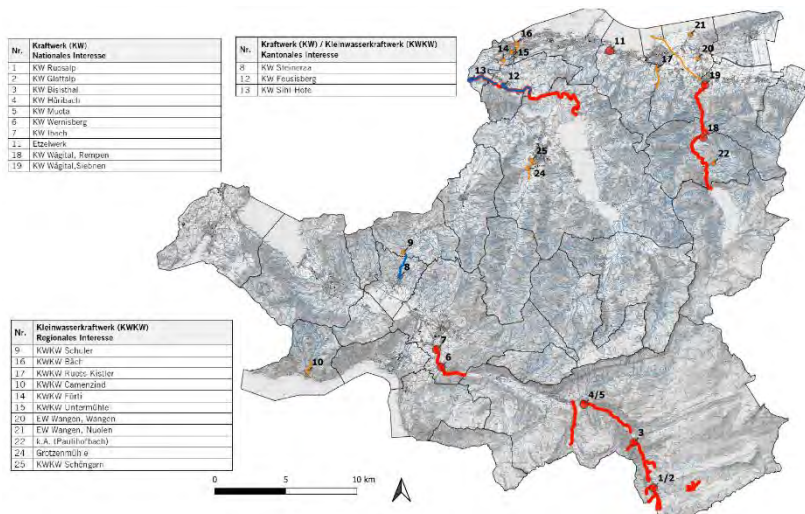 Nr. Kraftwerk (KW)
Nationales Interesse
1 KW Ruosalp
2 KW Glattalp
3 KW Bisisthal
4 KW Hüribach
5 KW Muota
6 KW Wernisberg
7 KW Ibach
11 Etzelwerk
18 KW Wägital, Rempen
19 KW Wägital,Siebnen
Nr. Kraftwerk (KW) / Kleinwasserkraftwerk (KWKW)
Kantonales Interesse
8 KW Steineraa
12 KW Feusisberg
13 KW Sihl-Höfe
Nr. Kleinwasserkraftwerk (KWKW)
Regionales Interesse
9 KWKW Schuler
16 KWKW Bäch
17 KWKW Ruoss-Kistler
10 KWKW Camenzind
14 KWKW Fürti
15 KWKW Untermühle
20 EW Wangen, Wangen
21 EW Wangen, Nuolen
22 k.A. (Paulihofbach)
24 Grotzenmühle
25 KWKW Schöngarn
16
14
15
11
21
20
17
19
13
12
18
22
25
24
9
8
7
6
10
4/5
3
1/2
0 5 10 km